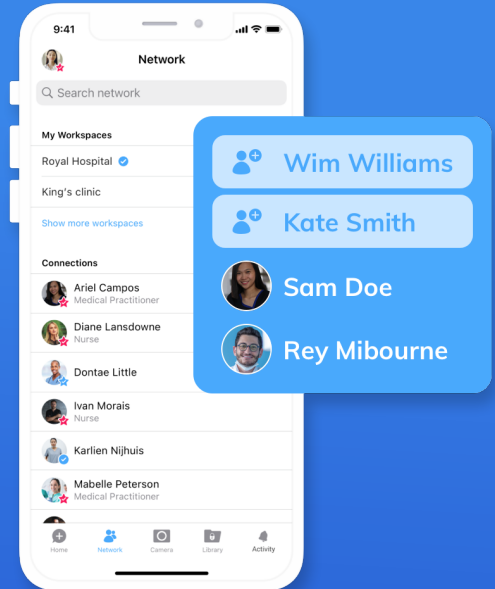 9:41
Network
Search network
My Workspaces
Royal Hospital
King's clinic
Show more workspaces
Connections
Ariel Campos
Medical Practitioner
Diane Lansdowne
Nurse
Dontae Little
Ivan Morais
Nurse
Karlien Nijhuis
Mabelle Peterson
Medical Practitioner
Home
Network
Camera
Library
Activity
Wim Williams
Kate Smith
Sam Doe
Rey Mibourne